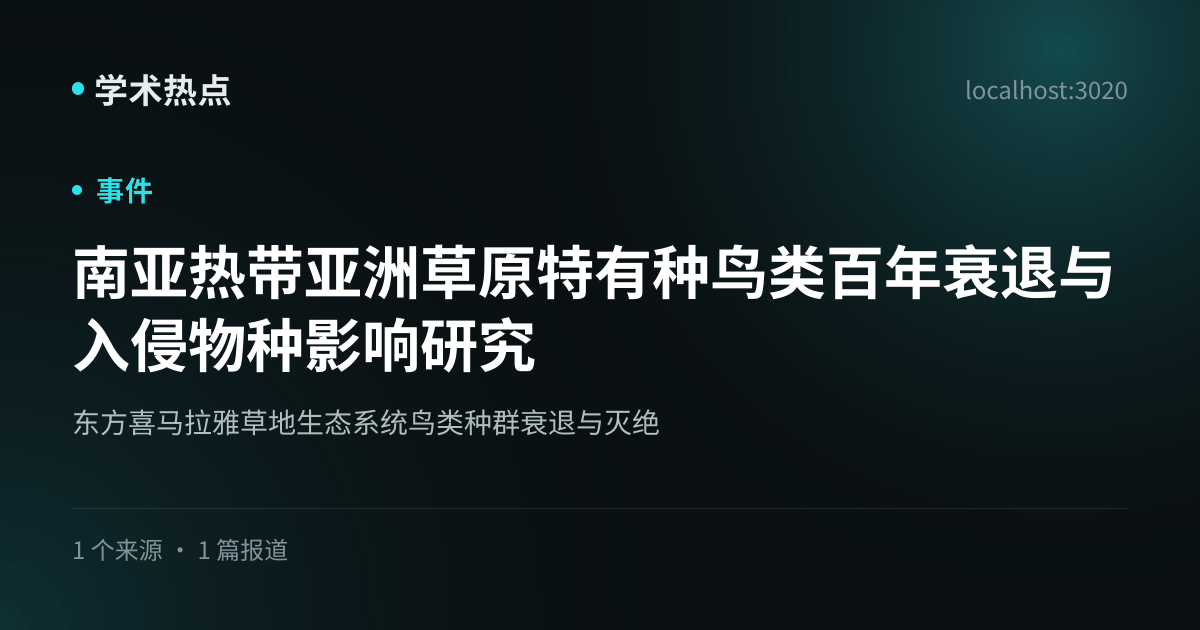 学术热点
localhost:3020
事件
南亚热带亚洲草原特有种鸟类百年衰退与
入侵物种影响研究
东方喜马拉雅草地生态系统鸟类种群衰退与灭绝
1 个来源 · 1 篇报道